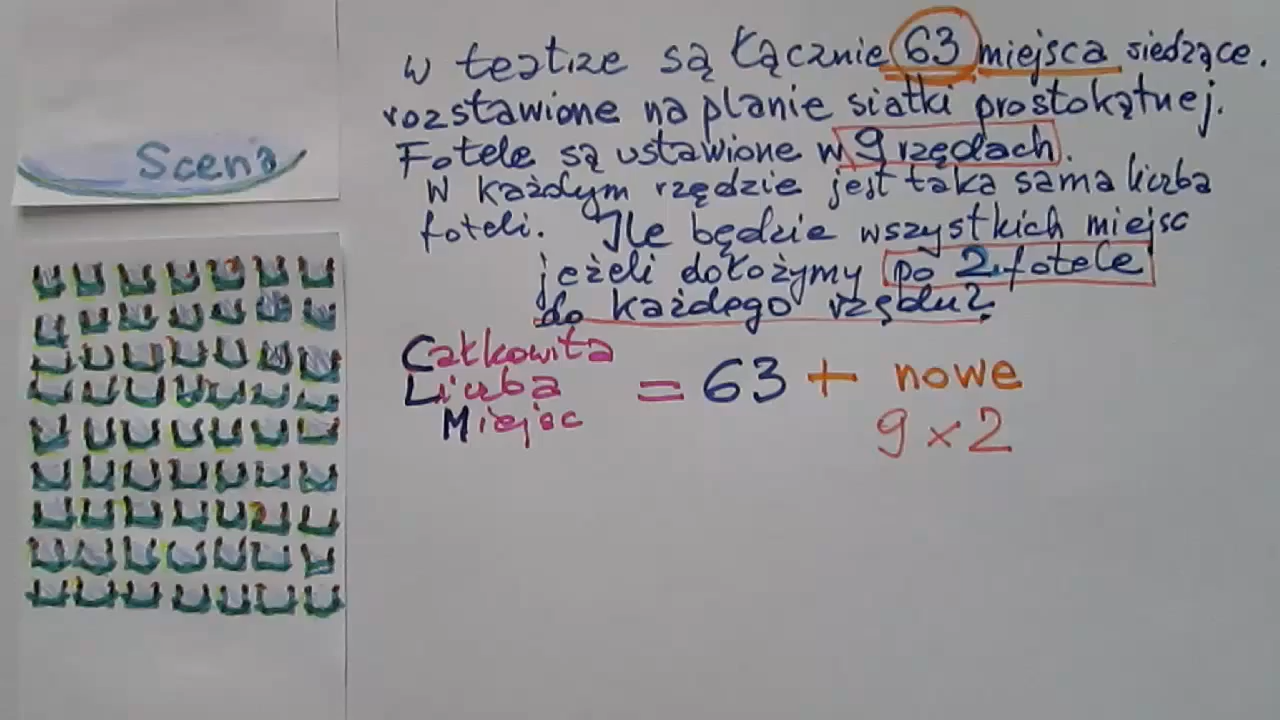 Scena
W teatrze są Łącznie 63 miejsca siedzące.
rozstawione na planie siatki prostokątnej.
Fotele są ustawione w 9 rzędach.
W każdym rzędzie jest taka sama liczba
foteli. Ile będzie wszystkich miejsc
jeżeli dołożymy po 2 fotele
do każdego rzędu?
Całkowita
Liczba = 63 + nowe
Miejsc 9 x 2